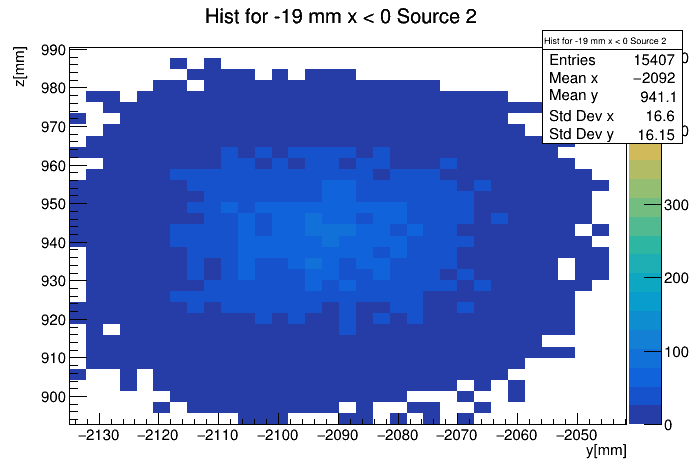 Hist for -19 mm x < 0 Source 2
z[mm]
990
980
970
960
950
940
930
920
910
900
Hist for -19 mm x < 0 Source 2
Entries 15407
Mean x −2092
Mean y 941.1
Std Dev x 16.6
Std Dev y 16.15
300
200
100
0
−2130 −2120 −2110 −2100 −2090 −2080 −2070 −2060 −2050
y[mm]